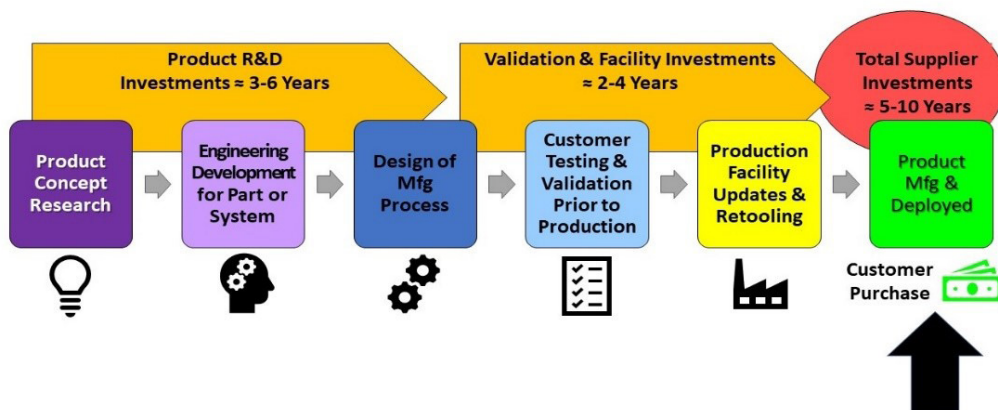 Product R&D
Investments ≈ 3-6 Years
Validation & Facility Investments
≈ 2-4 Years
Total Supplier
Investments
≈ 5-10 Years
Product
Concept
Research
Engineering
Development
for Part or
System
Design of
Mfg
Process
Customer
Testing &
Validation
Prior to
Production
Production
Facility
Updates &
Retooling
Product
Mfg &
Deployed
Customer
Purchase